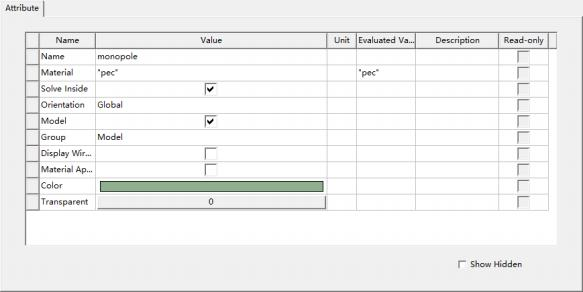 Attribute
Name Value Unit Evaluated Va... Description Read-only
Name monopole
Material "pec" "pec"
Solve Inside
Orientation Global
Model
Group Model
Display Wir...
Material Ap...
Color
Transparent 0
Show Hidden